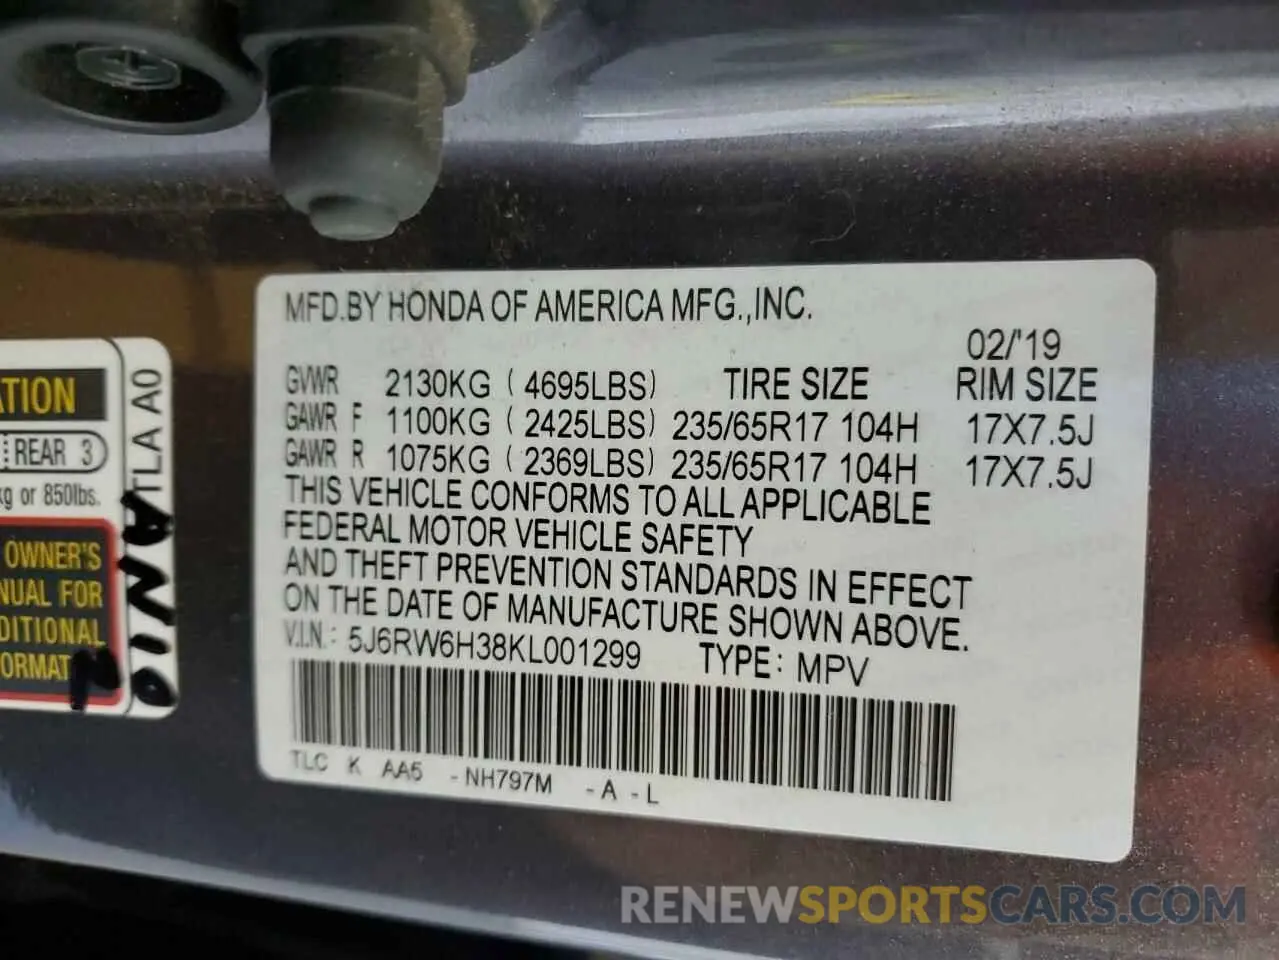 MFD.BY HONDA OF AMERICA MFG.,INC.
02/'19
GVWR 2130KG (4695LBS) TIRE SIZE RIM SIZE
GAWR F 1100KG (2425LBS) 235/65R17 104H 17X7.5J
GAWR R 1075KG (2369LBS) 235/65R17 104H 17X7.5J
THIS VEHICLE CONFORMS TO ALL APPLICABLE
FEDERAL MOTOR VEHICLE SAFETY
AND THEFT PREVENTION STANDARDS IN EFFECT
ON THE DATE OF MANUFACTURE SHOWN ABOVE.
V.I.N.: 5J6RW6H38KL001299 TYPE: MPV
TLC K AA5 -NH797M -A -L
ATION
REAR 3
kg or 850lbs.
OWNER'S
NUAL FOR
DITIONAL
FORMAT
TLA A0
RENEWSPORTSCARS.COM